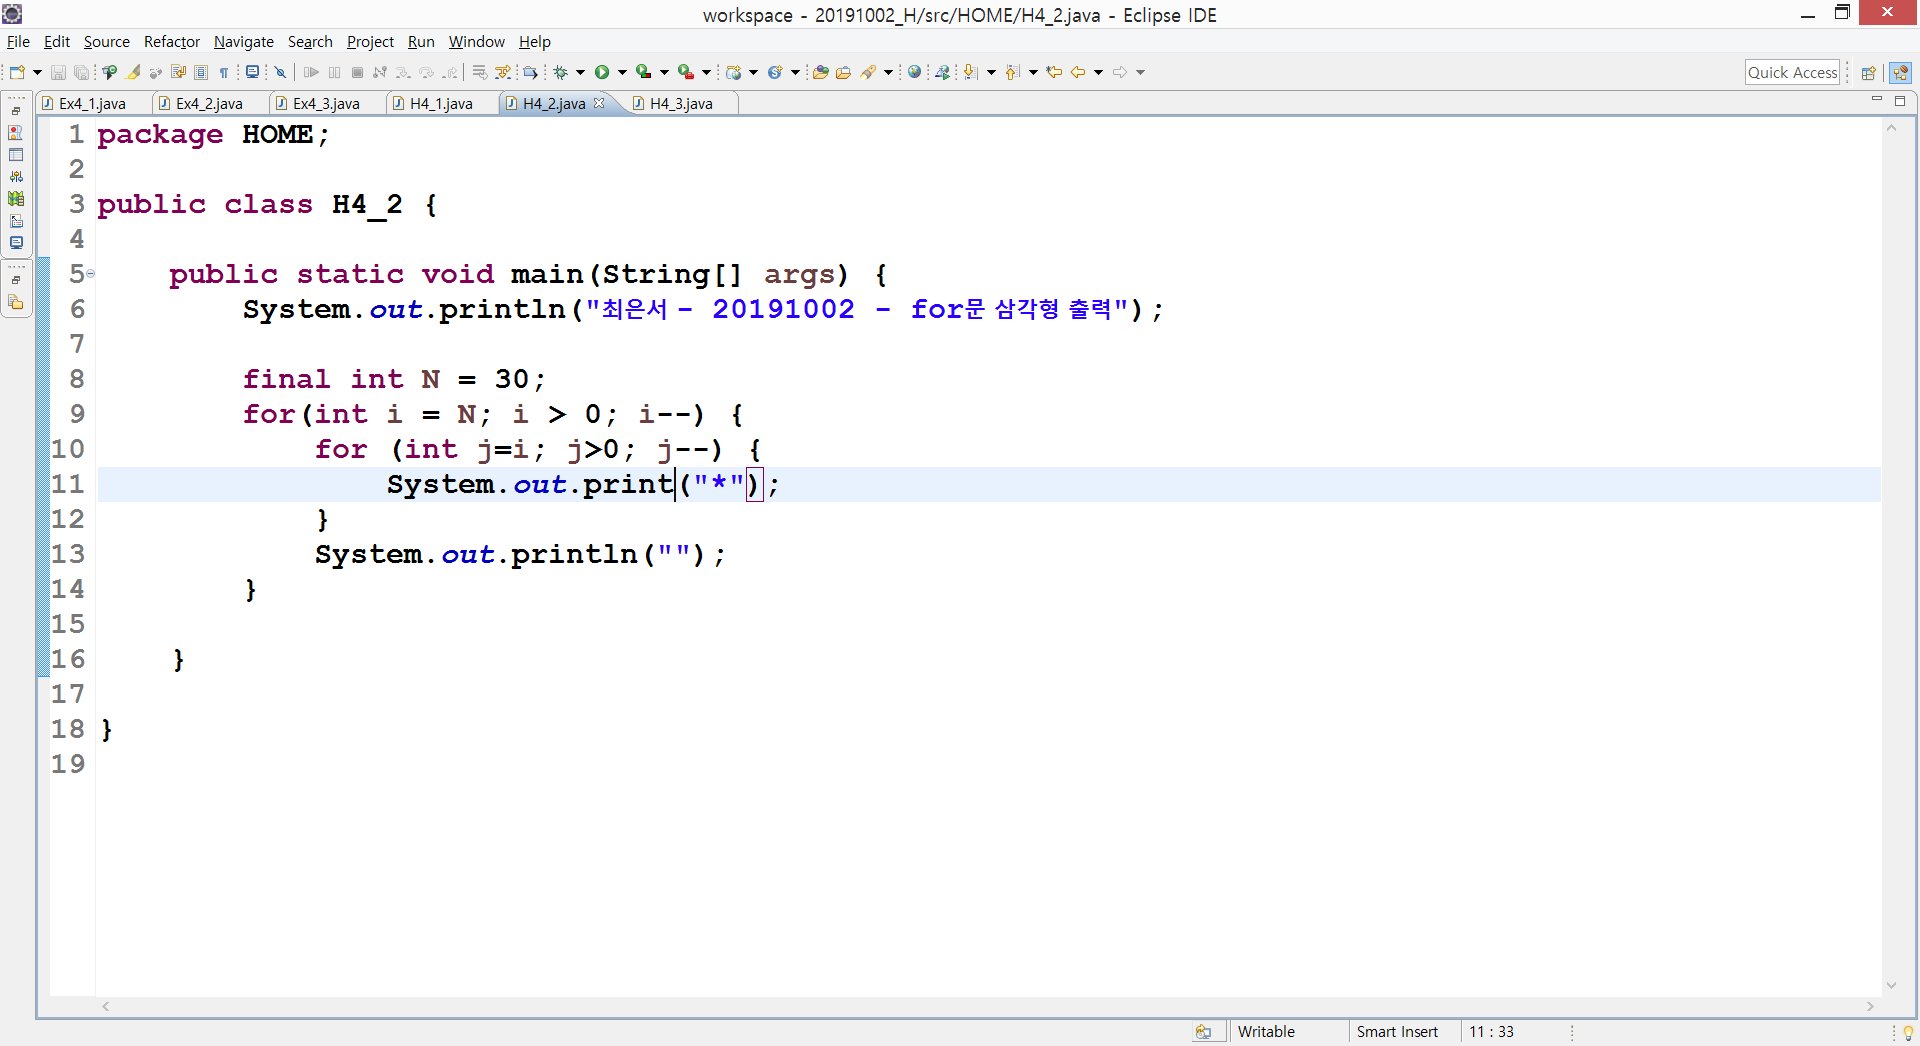 workspace - 20191002_H/src/HOME/H4_2.java - Eclipse IDE
File Edit Source Refactor Navigate Search Project Run Window Help
Quick Access
Ex4_1.java Ex4_2.java Ex4_3.java H4_1.java H4_2.java H4_3.java
1 package HOME;
2
3 public class H4_2 {
4
5 public static void main(String[] args) {
6 System.out.println("최은서 - 20191002 - for문 삼각형 출력");
7
8 final int N = 30;
9 for(int i = N; i > 0; i--) {
10 for (int j=i; j>0; j--) {
11 System.out.print("*");
12 }
13 System.out.println("");
14 }
15
16 }
17
18 }
19
Writable Smart Insert 11 : 33